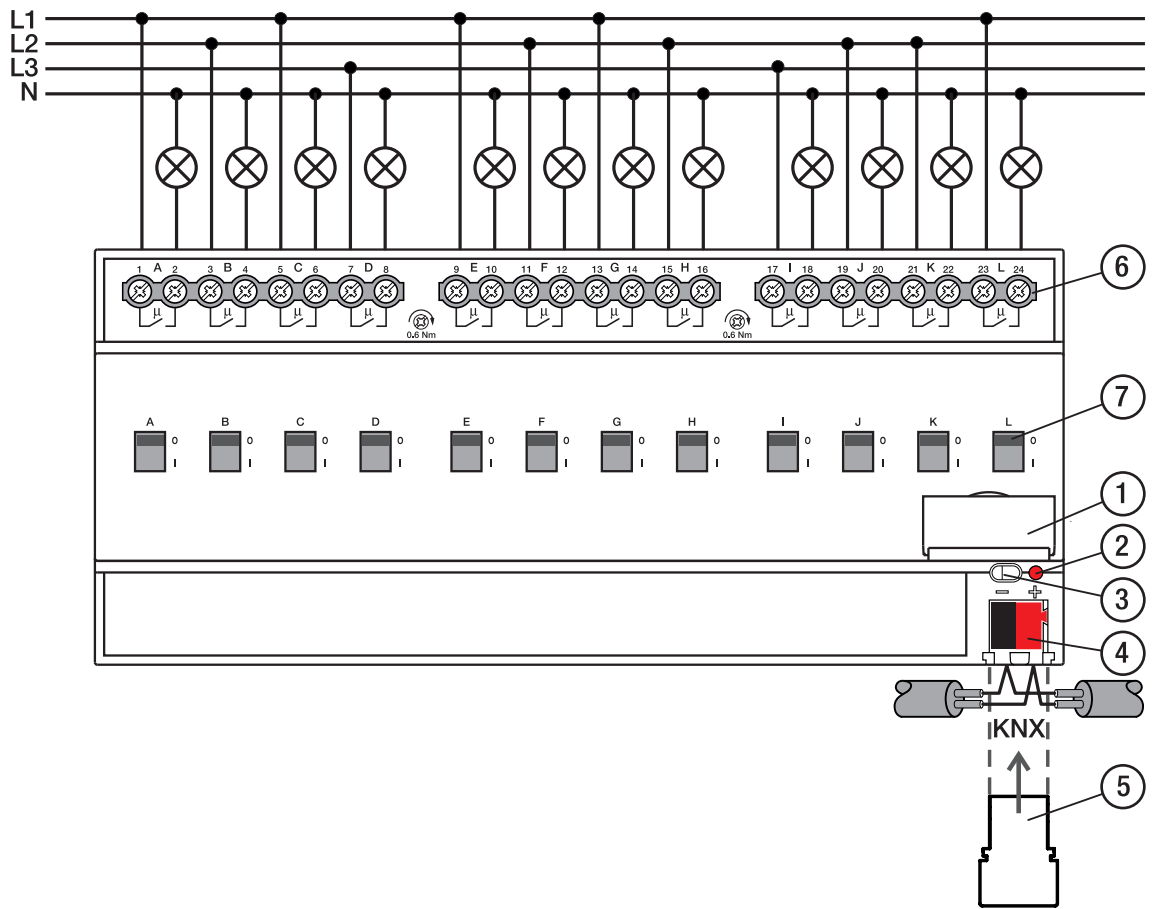 L1
L2
L3
N
1 A 2 3 B 4 5 C 6 7 D 8 9 E 10 11 F 12 13 G 14 15 H 16 17 I 18 19 J 20 21 K 22 23 L 24
6
µ µ µ µ µ µ µ µ µ µ µ µ
0.6 Nm 0.6 Nm
7
A B C D E F G H I J K L
0 0 0 0 0 0 0 0 0 0 0 0
I I I I I I I I I I I I
1
2
3
− +
4
KNX
5